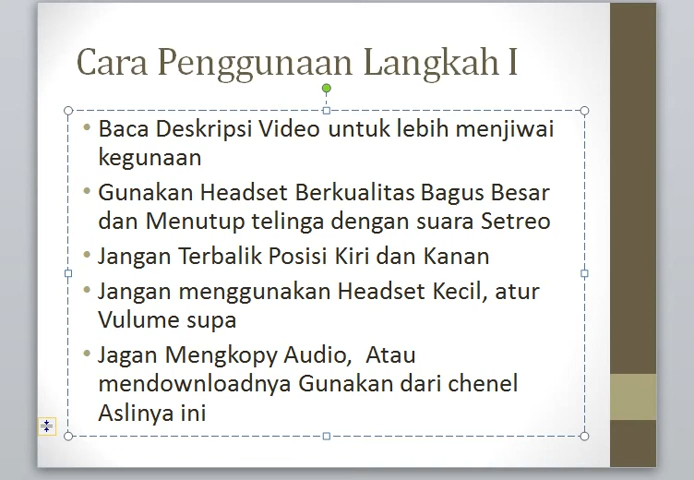 Cara Penggunaan Langkah I
• Baca Deskripsi Video untuk lebih menjiwai
kegunaan
• Gunakan Headset Berkualitas Bagus Besar
dan Menutup telinga dengan suara Setreo
• Jangan Terbalik Posisi Kiri dan Kanan
• Jangan menggunakan Headset Kecil, atur
Vulume supa
• Jagan Mengkopy Audio,  Atau
mendownloadnya Gunakan dari chenel
Aslinya ini